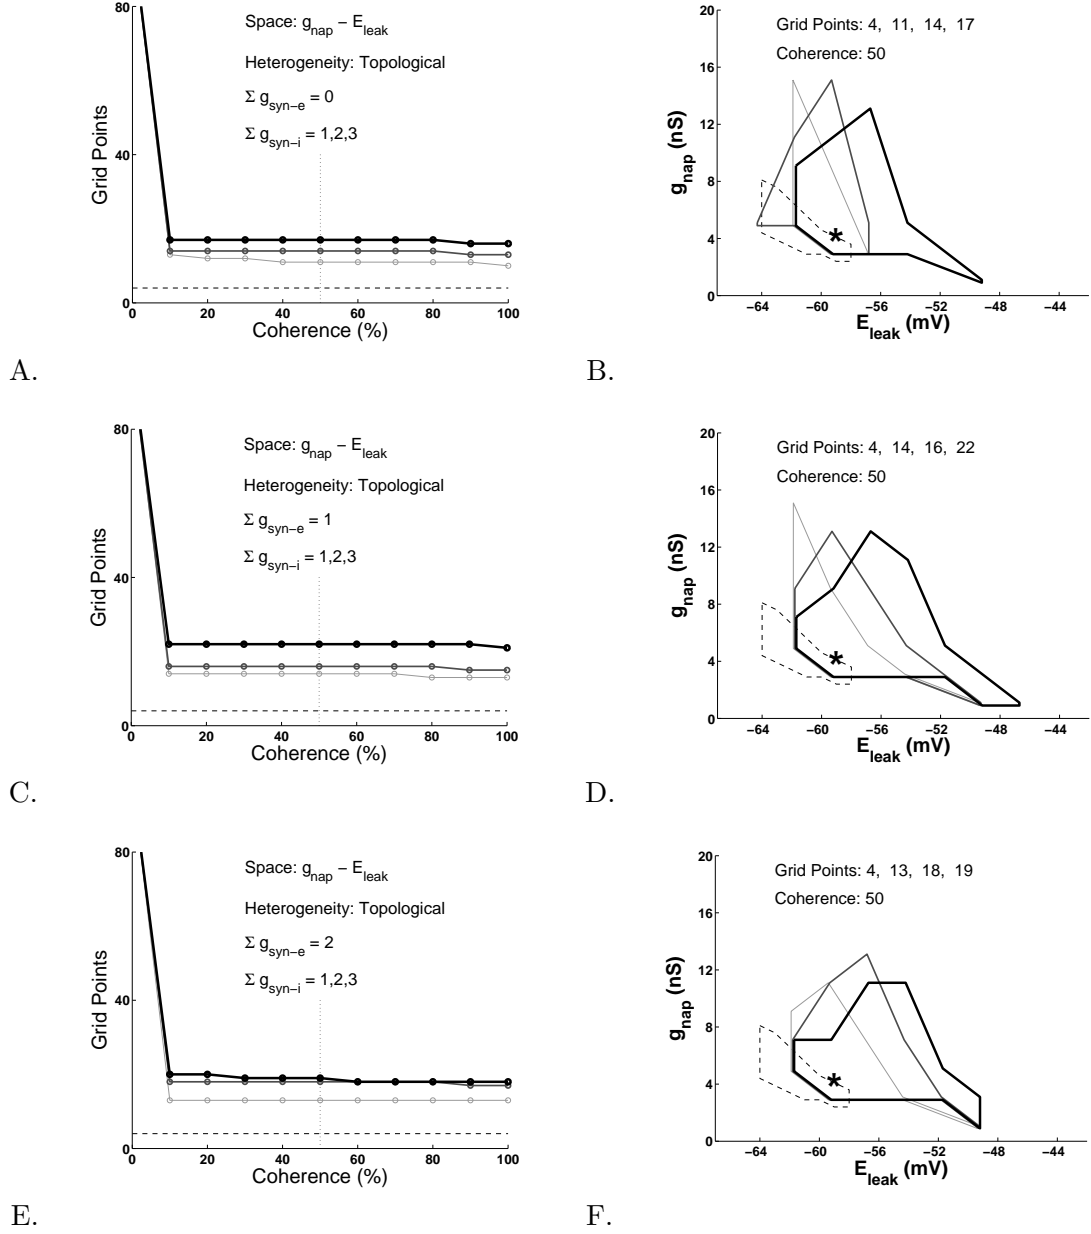 80
40
0
Grid Points
Space: g_nap − E_leak
Heterogeneity: Topological
Σ g_syn−e = 0
Σ g_syn−i = 1,2,3
0 20 40 60 80 100
Coherence (%)
A.
20
16
12
8
4
0
g_nap (nS)
Grid Points: 4, 11, 14, 17
Coherence: 50
*
−64 −60 −56 −52 −48 −44
E_leak (mV)
B.
80
40
0
Grid Points
Space: g_nap − E_leak
Heterogeneity: Topological
Σ g_syn−e = 1
Σ g_syn−i = 1,2,3
0 20 40 60 80 100
Coherence (%)
C.
20
16
12
8
4
0
g_nap (nS)
Grid Points: 4, 14, 16, 22
Coherence: 50
*
−64 −60 −56 −52 −48 −44
E_leak (mV)
D.
80
40
0
Grid Points
Space: g_nap − E_leak
Heterogeneity: Topological
Σ g_syn−e = 2
Σ g_syn−i = 1,2,3
0 20 40 60 80 100
Coherence (%)
E.
20
16
12
8
4
0
g_nap (nS)
Grid Points: 4, 13, 18, 19
Coherence: 50
*
−64 −60 −56 −52 −48 −44
E_leak (mV)
F.